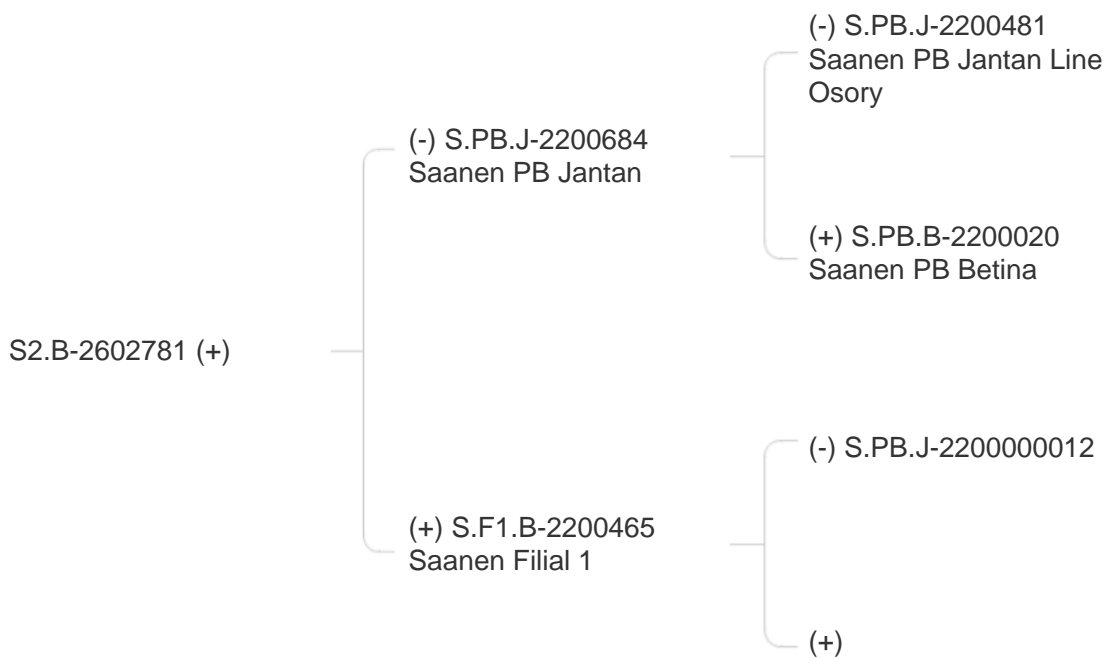 (-) S.PB.J-2200481
Saanen PB Jantan Line
Osory
(-) S.PB.J-2200684
Saanen PB Jantan
(+) S.PB.B-2200020
Saanen PB Betina
S2.B-2602781 (+)
(-) S.PB.J-2200000012
(+) S.F1.B-2200465
Saanen Filial 1
(+)